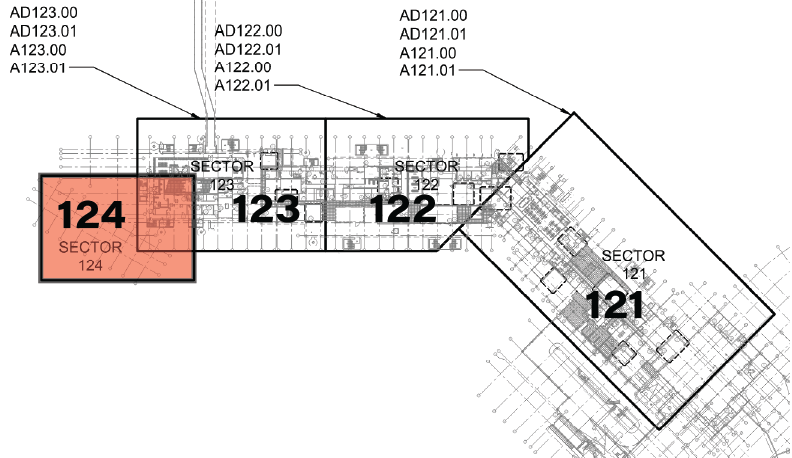 AD123.00
AD123.01
A123.00
A123.01
AD122.00
AD122.01
A122.00
A122.01
AD121.00
AD121.01
A121.00
A121.01
124
SECTOR
124
SECTOR
123
123
SECTOR
122
122
SECTOR
121
121